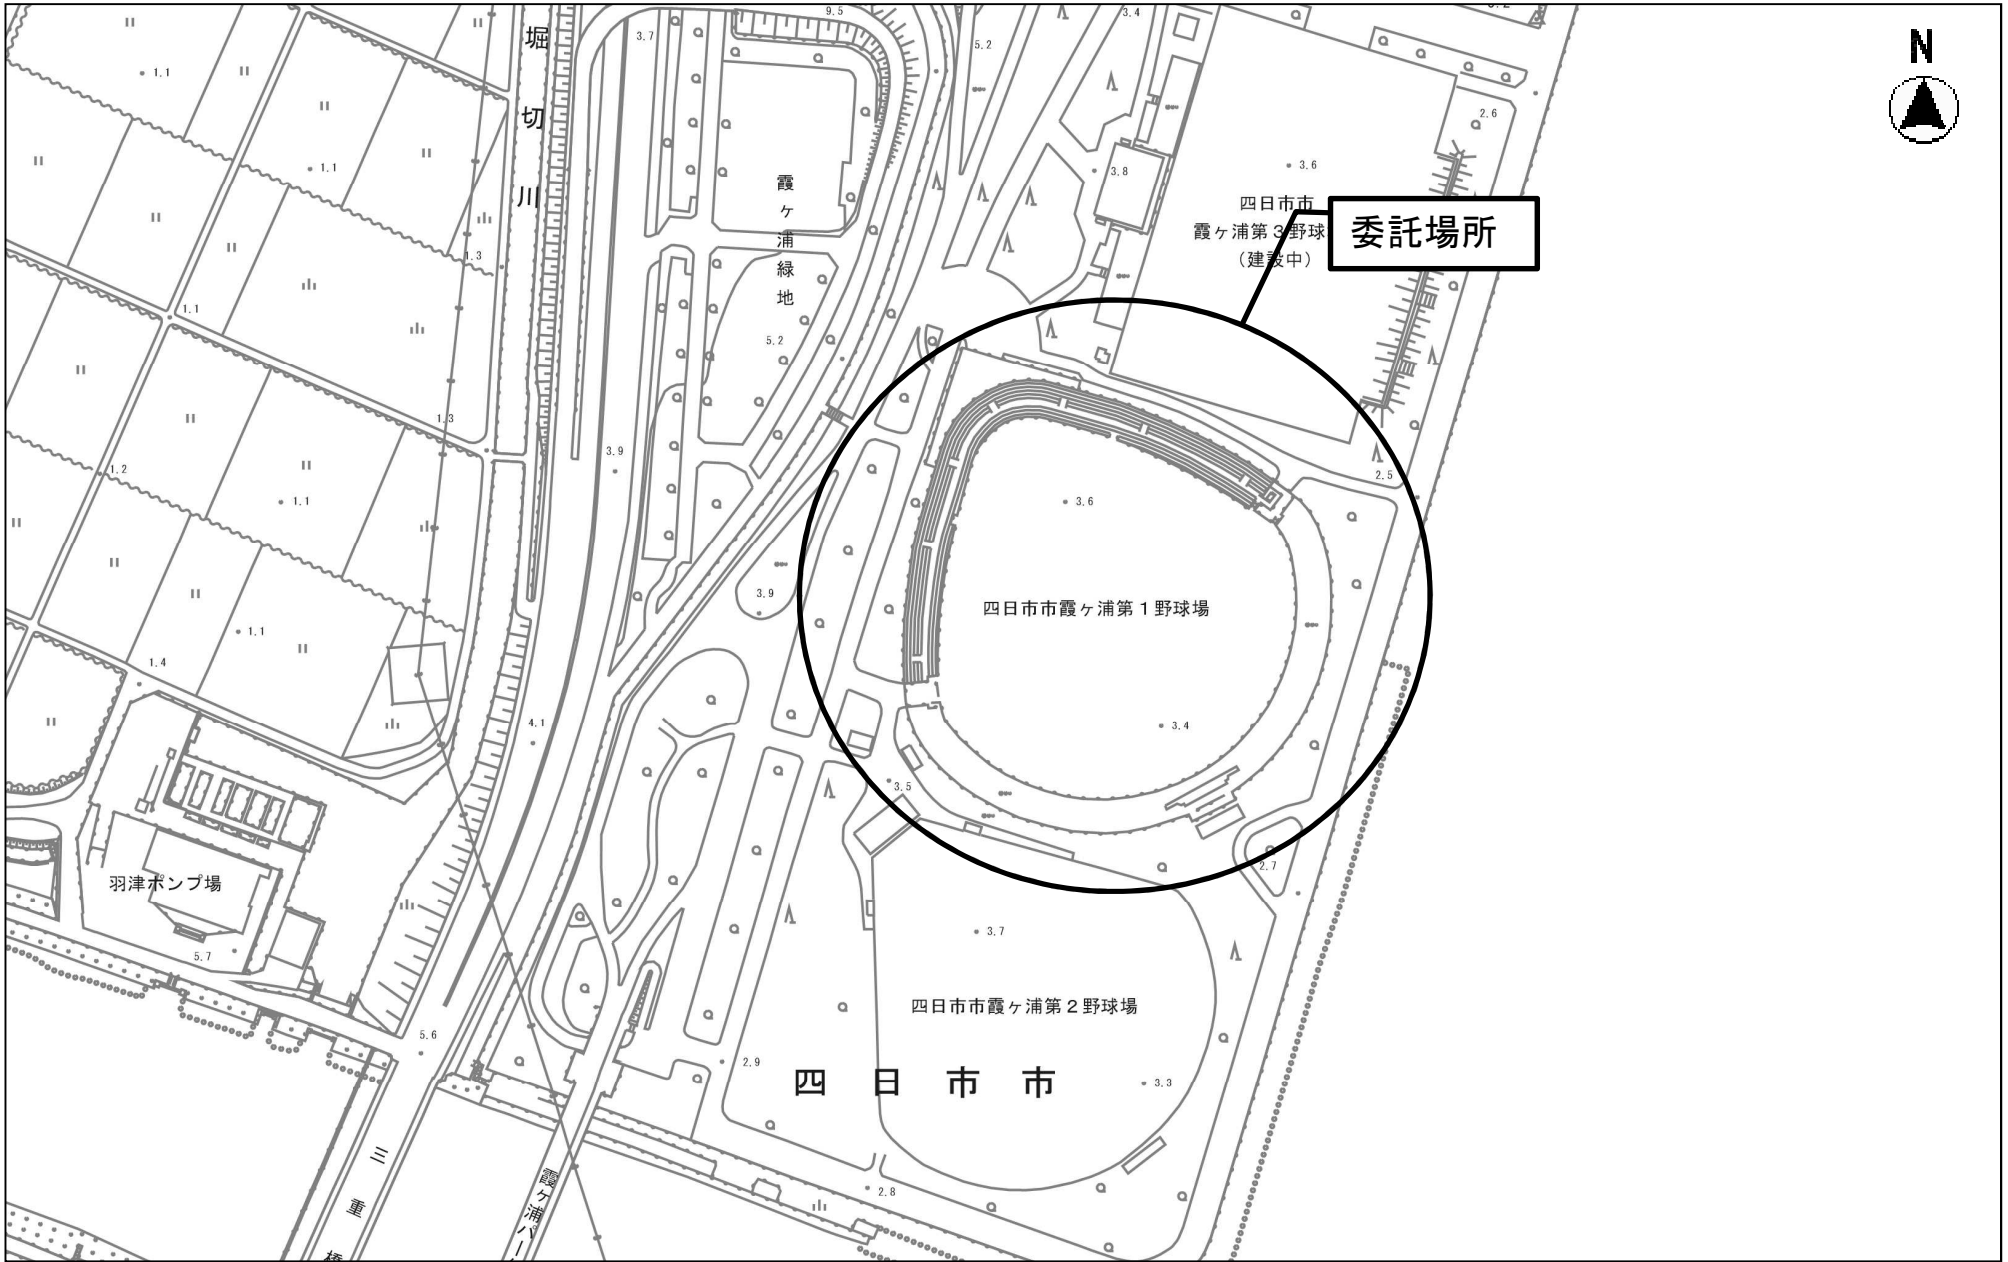 N
委託場所
四日市市
霞ヶ浦第3野球
(建設中)
堀切川
霞ヶ浦緑地
四日市市霞ヶ浦第1野球場
四日市市霞ヶ浦第2野球場
四日市市
羽津ポンプ場
三重橋
霞ヶ浦パー
9.5
3.7
3.4
5.2
1.1
1.1
2.6
3.6
3.8
1.3
1.1
5.2
1.3
3.9
1.2
1.1
2.5
3.6
3.9
1.1
1.4
4.1
3.4
3.5
2.7
3.7
5.7
5.6
2.9
3.3
2.8